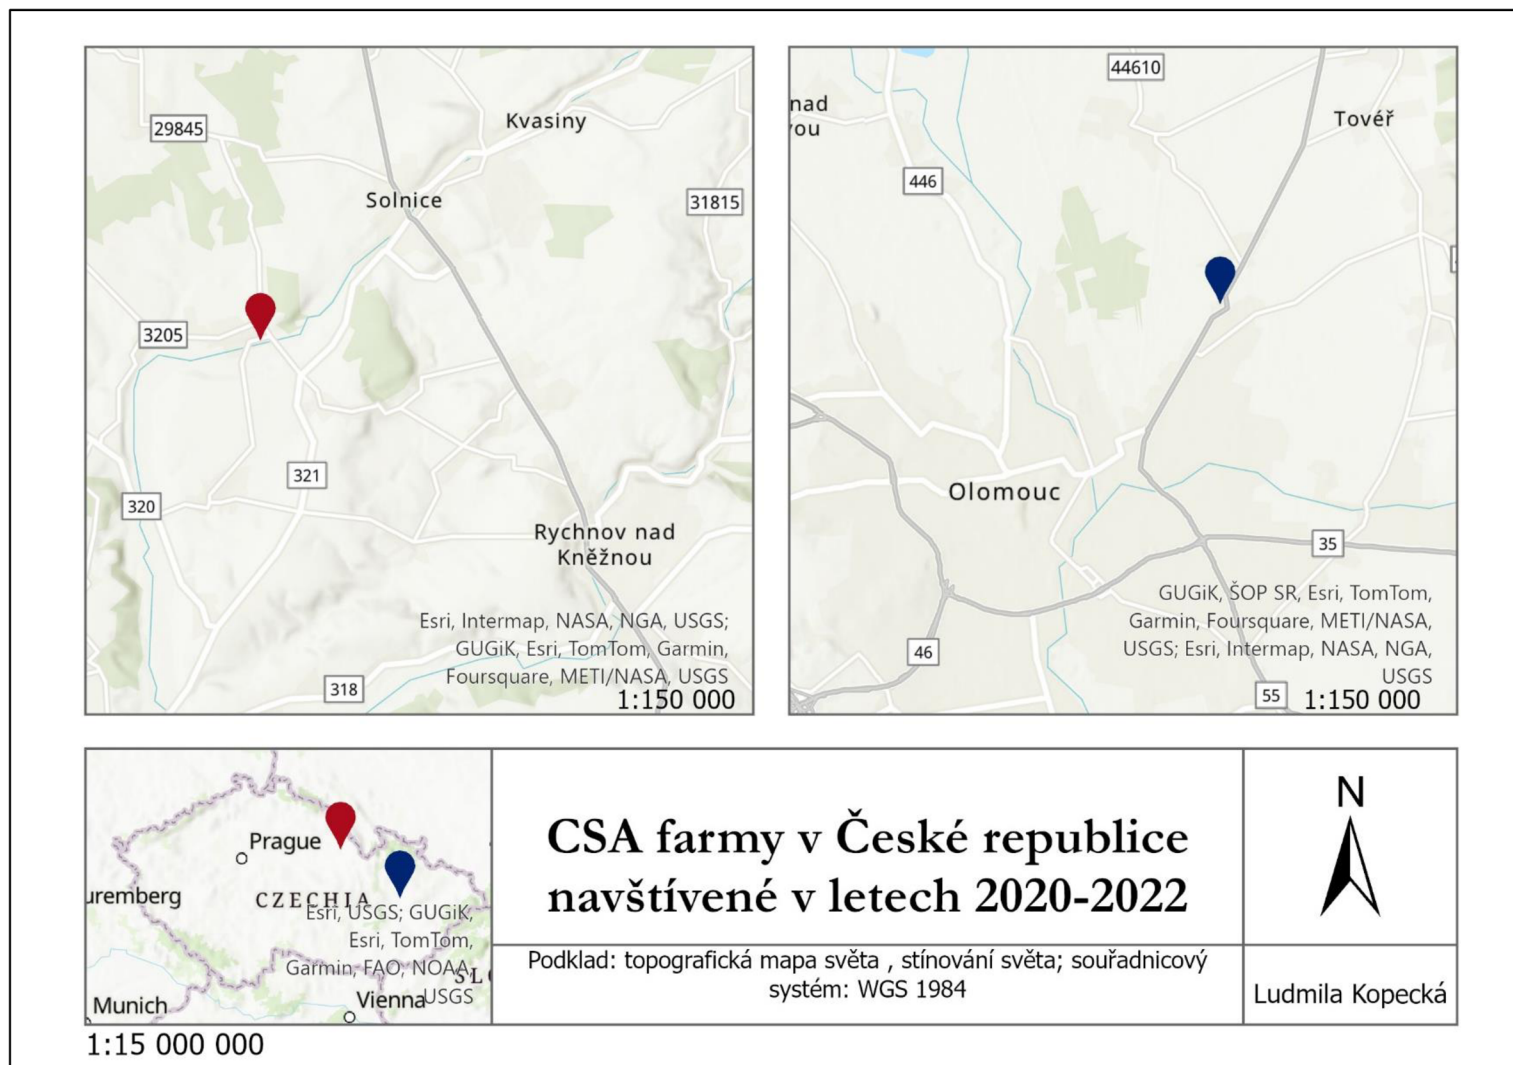 29845
Kvasiny
Solnice
31815
3205
321
320
Rychnov nad
Kněžnou
Esri, Intermap, NASA, NGA, USGS;
GUGiK, Esri, TomTom, Garmin,
Foursquare, METI/NASA, USGS
318
1:150 000
44610
nad
vou
Tovéř
446
Olomouc
35
GUGiK, ŠOP SR, Esri, TomTom,
Garmin, Foursquare, METI/NASA,
USGS; Esri, Intermap, NASA, NGA,
USGS
46
55
1:150 000
Prague
uremberg
CZECHIA
Esri, USGS; GUGiK,
Esri, TomTom,
Garmin, FAO, NOAA,
USGS
SL
Munich
Vienna
1:15 000 000
CSA farmy v České republice
navštívené v letech 2020-2022
Podklad: topografická mapa světa , stínování světa; souřadnicový
systém: WGS 1984
N
Ludmila Kopecká